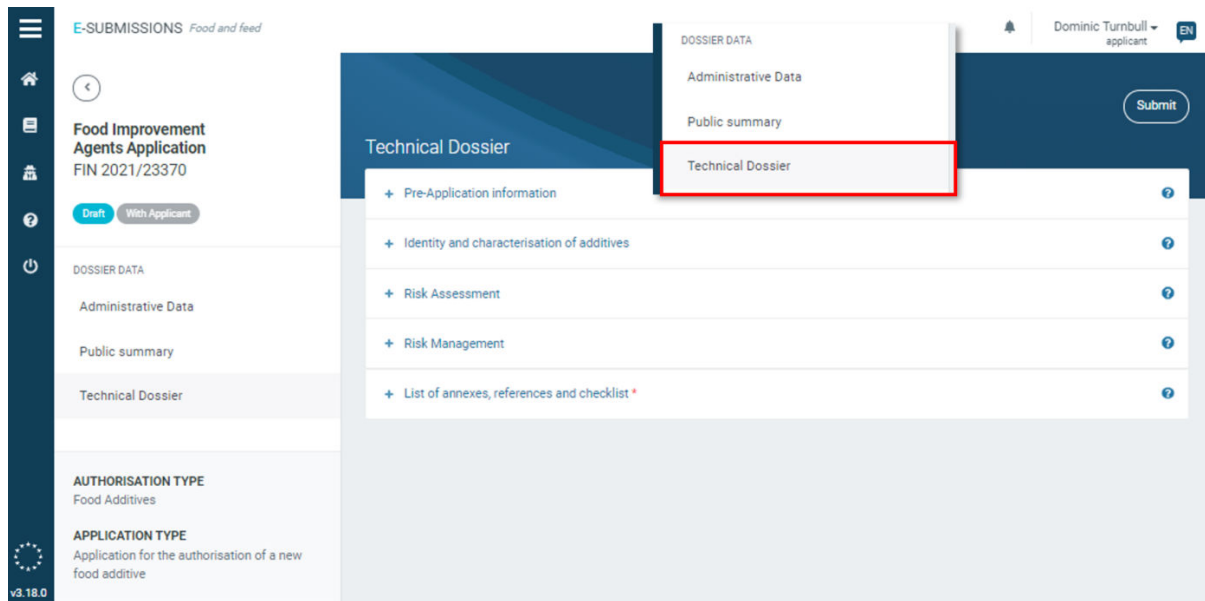 E-SUBMISSIONS Food and feed
Dominic Turnbull
applicant
EN
Food Improvement
Agents Application
FIN 2021/23370
Draft With Applicant
DOSSIER DATA
Administrative Data
Public summary
Technical Dossier
AUTHORISATION TYPE
Food Additives
APPLICATION TYPE
Application for the authorisation of a new
food additive
v3.18.0
DOSSIER DATA
Administrative Data
Public summary
Technical Dossier
Submit
Technical Dossier
+ Pre-Application information
+ Identity and characterisation of additives
+ Risk Assessment
+ Risk Management
+ List of annexes, references and checklist *